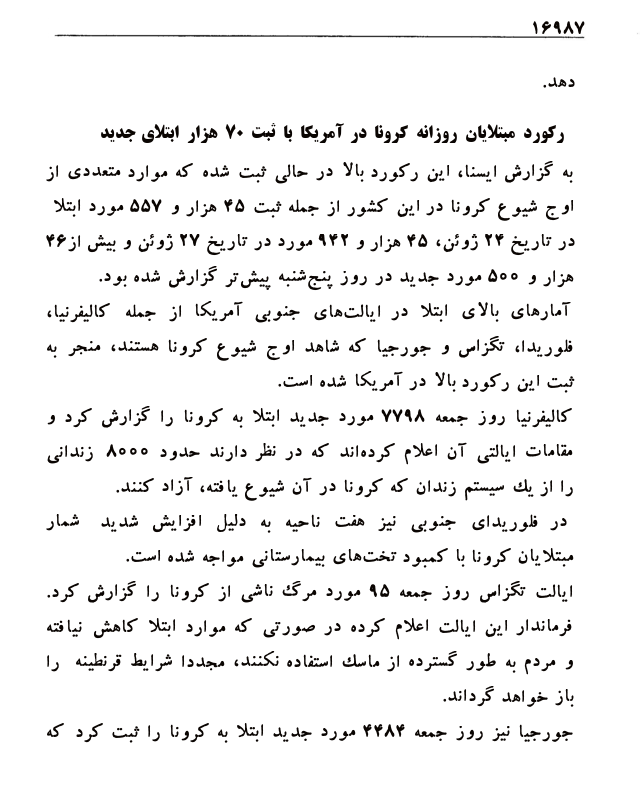 ۱۶۹۸۷
دهد.
رکورد مبتلایان روزانه کرونا در آمریکا با ثبت ۷۰ هزار ابتلای جدید
به گزارش ایسنا، این رکورد بالا در حالی ثبت شده که موارد متعددی از
اوج شیوع کرونا در این کشور از جمله ثبت ۴۵ هزار و ۵۵۷ مورد ابتلا
در تاریخ ۲۴ ژوئن، ۴۵ هزار و ۹۴۲ مورد در تاریخ ۲۷ ژوئن و بیش از۴۶
هزار و ۵۰۰ مورد جدید در روز پنج‌شنبه پیش‌تر گزارش شده بود.
آمارهای بالای ابتلا در ایالت‌های جنوبی آمریکا از جمله کالیفرنیا،
فلوریدا، تگزاس و جورجیا که شاهد اوج شیوع کرونا هستند، منجر به
ثبت این رکورد بالا در آمریکا شده است.
کالیفرنیا روز جمعه ۷۷۹۸ مورد جدید ابتلا به کرونا را گزارش کرد و
مقامات ایالتی آن اعلام کرده‌اند که در نظر دارند حدود ۸۰۰۰ زندانی
را از یك سیستم زندان که کرونا در آن شیوع یافته، آزاد کنند.
در فلوریدای جنوبی نیز هفت ناحیه به دلیل افزایش شدید شمار
مبتلایان کرونا با کمبود تخت‌های بیمارستانی مواجه شده است.
ایالت تگزاس روز جمعه ۹۵ مورد مرگ ناشی از کرونا را گزارش کرد.
فرماندار این ایالت اعلام کرده در صورتی که موارد ابتلا کاهش نیافته
و مردم به طور گسترده از ماسك استفاده نکنند، مجددا شرایط قرنطینه را
باز خواهد گرداند.
جورجیا نیز روز جمعه ۴۴۸۴ مورد جدید ابتلا به کرونا را ثبت کرد که